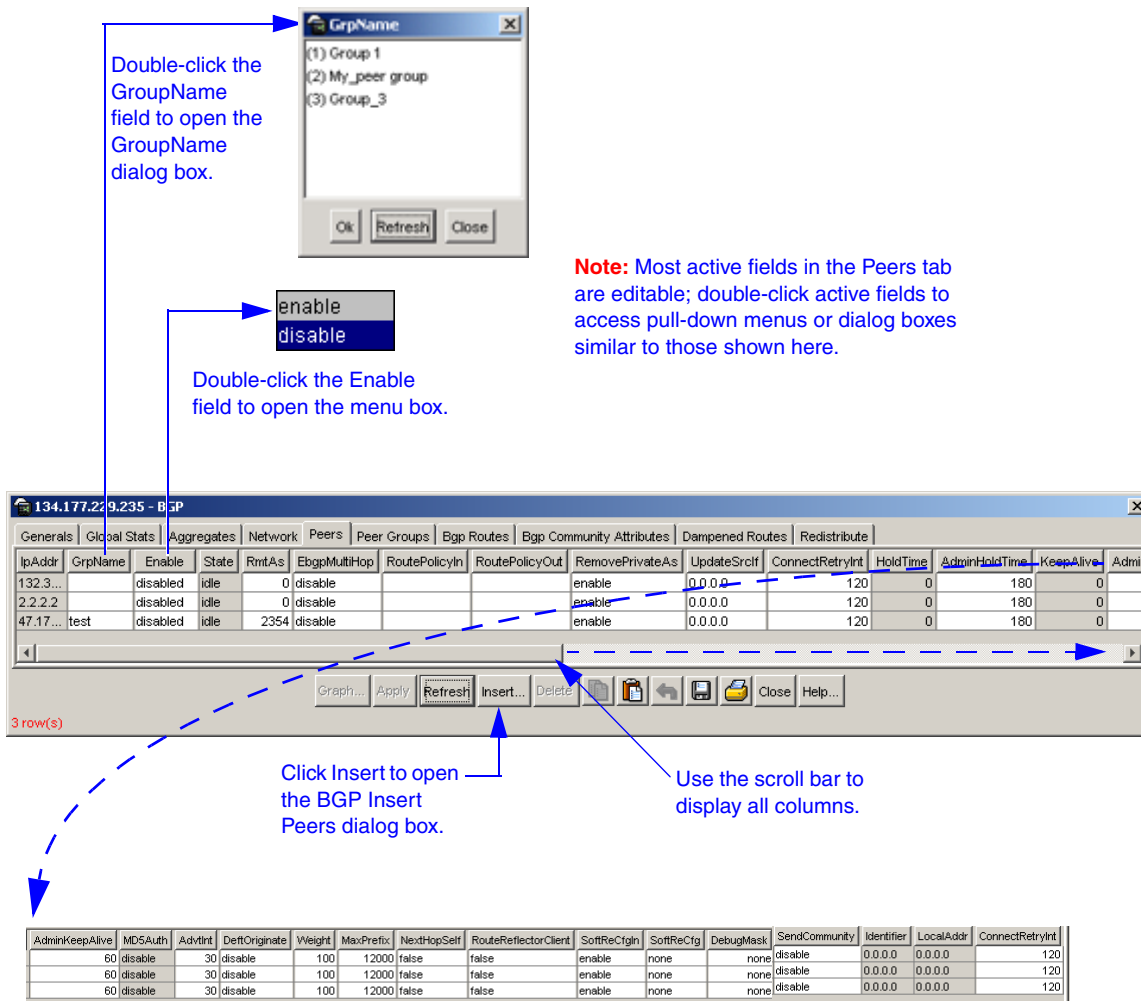 GrpName
(1) Group 1
(2) My_peer group
(3) Group_3
Ok Refresh Close
Double-click the
GroupName
field to open the
GroupName
dialog box.
Note: Most active fields in the Peers tab
are editable; double-click active fields to
access pull-down menus or dialog boxes
similar to those shown here.
enable
disable
Double-click the Enable
field to open the menu box.
134.177.229.235 - BGP
Generals Global Stats Aggregates Network Peers Peer Groups Bgp Routes Bgp Community Attributes Dampened Routes Redistribute
IpAddr GrpName Enable State RmtAs EbgpMultiHop RoutePolicyIn RoutePolicyOut RemovePrivateAs UpdateSrcIf ConnectRetryInt HoldTime AdminHoldTime KeepAlive Admi
132.3... disabled idle 0 disable enable 0.0.0.0 120 0 180 0
2.2.2.2 disabled idle 0 disable enable 0.0.0.0 120 0 180 0
47.17... test disabled idle 2354 disable enable 0.0.0.0 120 0 180 0
Graph... Apply Refresh Insert... Delete Close Help...
3 row(s)
Click Insert to open
the BGP Insert
Peers dialog box.
Use the scroll bar to
display all columns.
AdminKeepAlive MD5Auth AdvtInt DeftOriginate Weight MaxPrefix NextHopSelf RouteReflectorClient SoftReCfgIn SoftReCfg DebugMask SendCommunity Identifier LocalAddr ConnectRetryInt
60 disable 30 disable 100 12000 false false enable none none disable 0.0.0.0 0.0.0.0 120
60 disable 30 disable 100 12000 false false enable none none disable 0.0.0.0 0.0.0.0 120
60 disable 30 disable 100 12000 false false enable none none disable 0.0.0.0 0.0.0.0 120